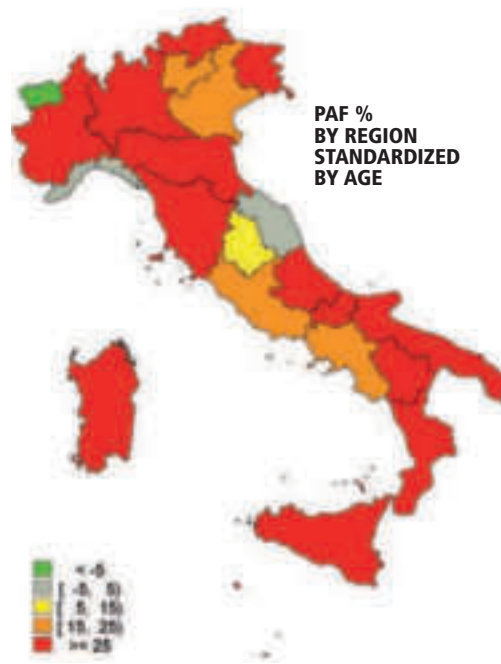 PAF %
BY REGION
STANDARDIZED
BY AGE
< -5
-5, 5)
5, 15)
15, 25)
>= 25